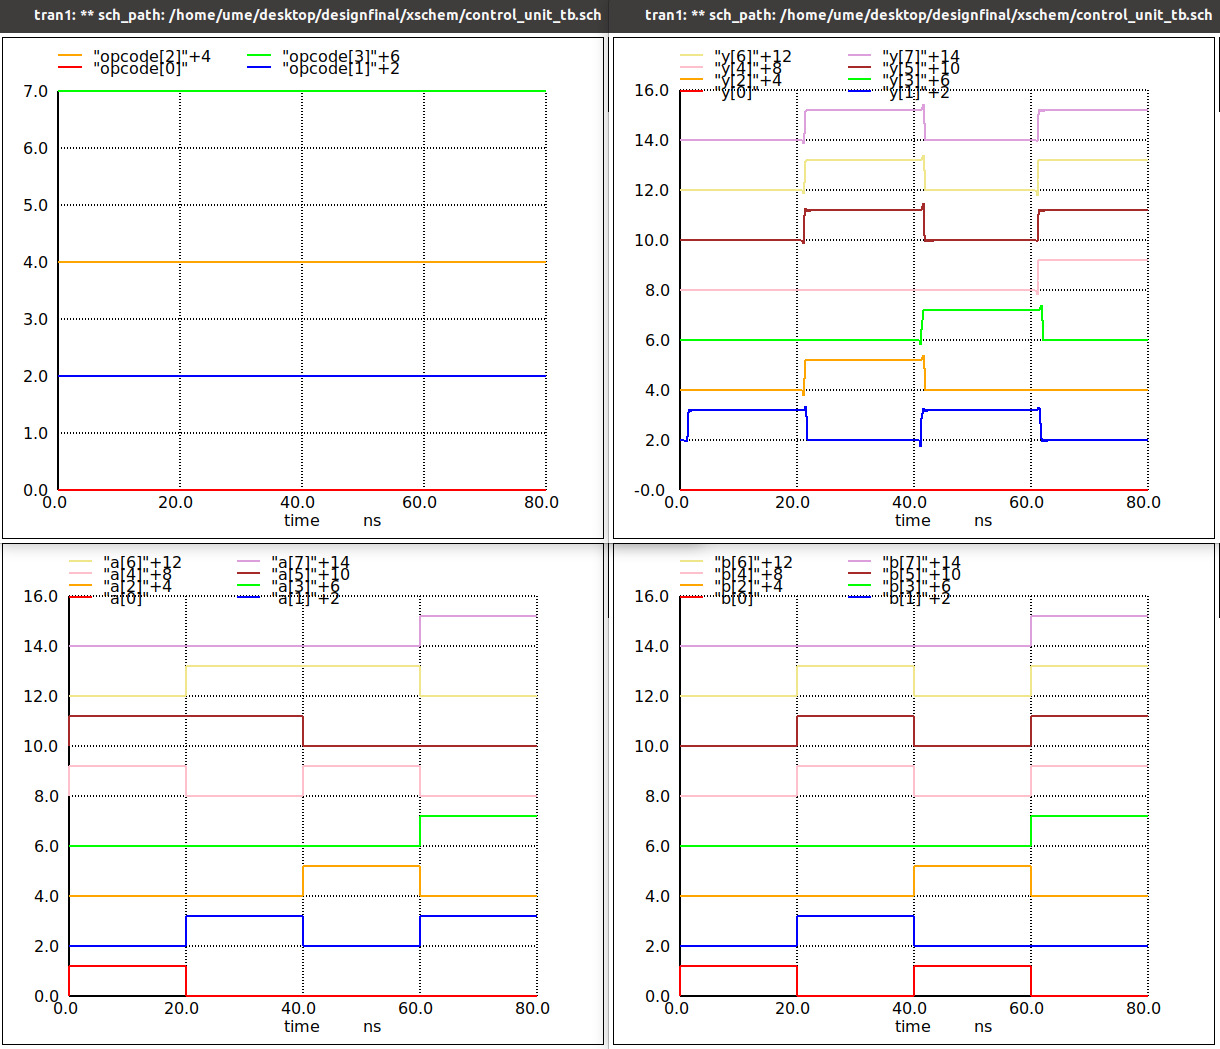 tran1: ** sch_path: /home/ume/desktop/designfinal/xschem/control_unit_tb.sch
"opcode[2]"+4 "opcode[3]"+6
"opcode[0]" "opcode[1]"+2
7.0
6.0
5.0
4.0
3.0
2.0
1.0
0.0
0.0 20.0 40.0 60.0 80.0
time ns
tran1: ** sch_path: /home/ume/desktop/designfinal/xschem/control_unit_tb.sch
"y[6]"+12 "y[7]"+14
"y[4]"+8 "y[5]"+10
"y[2]"+4 "y[3]"+6
"y[0]" "y[1]"+2
16.0
14.0
12.0
10.0
8.0
6.0
4.0
2.0
-0.0
0.0 20.0 40.0 60.0 80.0
time ns
"a[6]"+12 "a[7]"+14
"a[4]"+8 "a[5]"+10
"a[2]"+4 "a[3]"+6
"a[0]" "a[1]"+2
16.0
14.0
12.0
10.0
8.0
6.0
4.0
2.0
0.0
0.0 20.0 40.0 60.0 80.0
time ns
"b[6]"+12 "b[7]"+14
"b[4]"+8 "b[5]"+10
"b[2]"+4 "b[3]"+6
"b[0]" "b[1]"+2
16.0
14.0
12.0
10.0
8.0
6.0
4.0
2.0
0.0
0.0 20.0 40.0 60.0 80.0
time ns